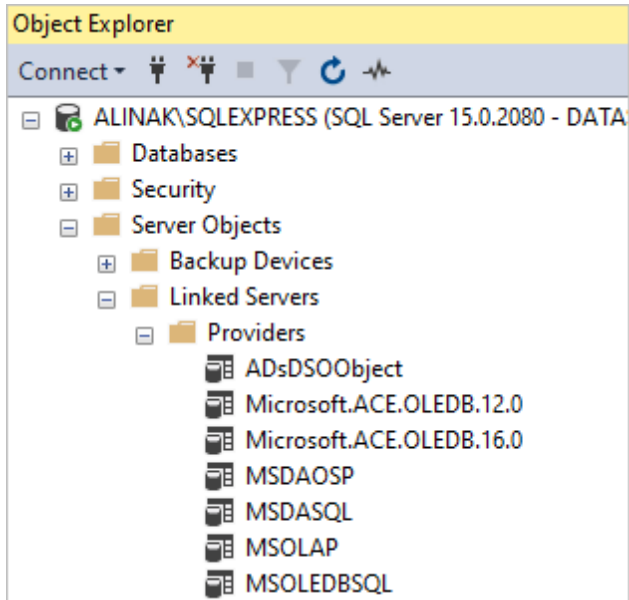 Object Explorer
Connect
ALINAK\SQLEXPRESS (SQL Server 15.0.2080 - DATA
Databases
Security
Server Objects
Backup Devices
Linked Servers
Providers
ADsDSOObject
Microsoft.ACE.OLEDB.12.0
Microsoft.ACE.OLEDB.16.0
MSDAOSP
MSDASQL
MSOLAP
MSOLEDBSQL